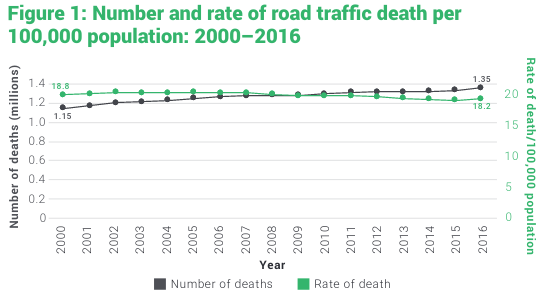 Figure 1: Number and rate of road traffic death per
100,000 population: 2000–2016
Number of deaths (millions)
1.4
1.2
1.0
0.8
0.6
0.4
0.2
0
18.8
1.15
1.35
18.2
20
15
10
5
0
Rate of death/100,000 population
2000 2001 2002 2003 2004 2005 2006 2007 2008 2009 2010 2011 2012 2013 2014 2015 2016
Year
Number of deaths Rate of death